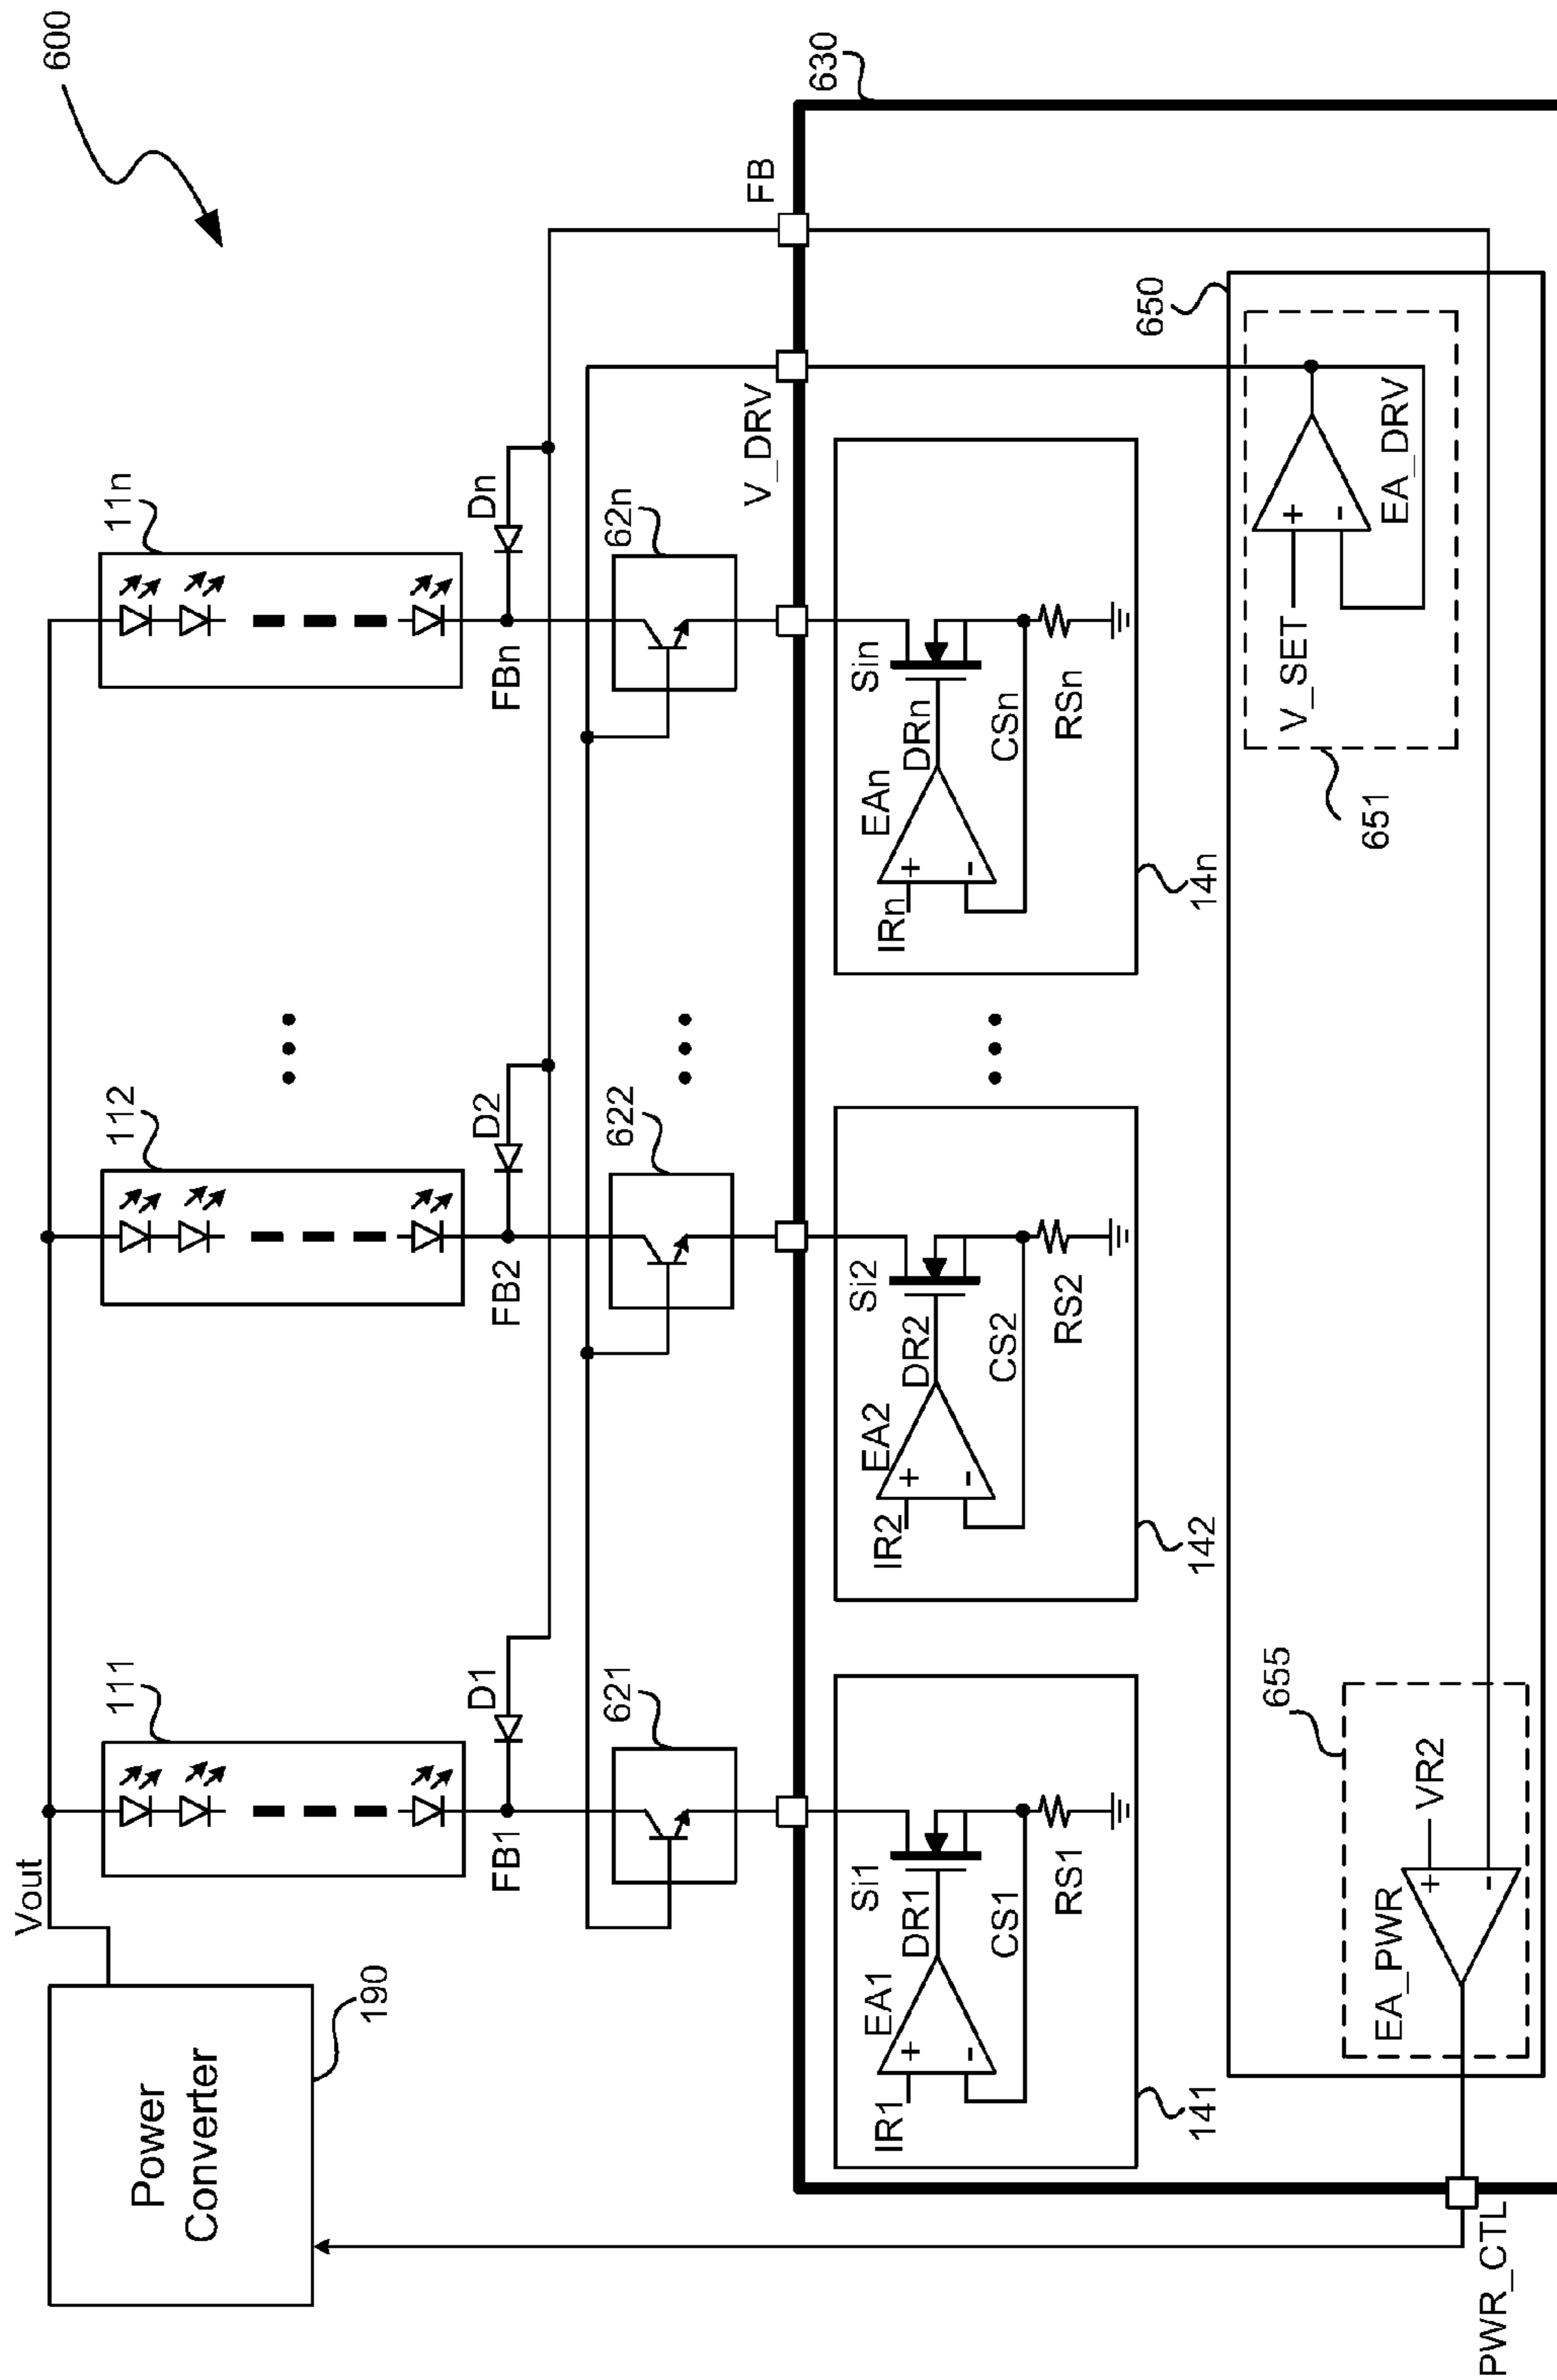 600
Vout
Power
Converter
190
111
112
11n
D1
D2
Dn
FB1
FB2
FBn
621
622
62n
V_DRV
FB
630
Si1
EA1
DR1
IR1
CS1
RS1
141
Si2
EA2
DR2
IR2
CS2
RS2
142
Sin
EAn
DRn
IRn
CSn
RSn
14n
650
V_SET
EA_DRV
651
655
VR2
EA_PWR
PWR_CTL